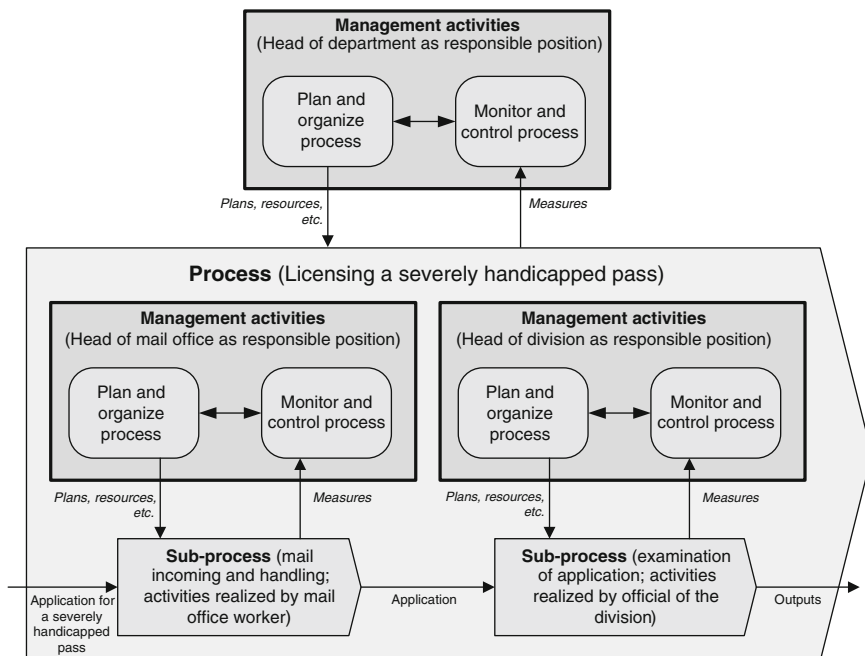 Management activities
(Head of department as responsible position)
Plan and
organize
process
Monitor and
control process
Plans, resources,
etc.
Measures
Process (Licensing a severely handicapped pass)
Management activities
(Head of mail office as responsible position)
Plan and
organize
process
Monitor and
control process
Management activities
(Head of division as responsible position)
Plan and
organize
process
Monitor and
control process
Plans, resources,
etc.
Measures
Plans, resources,
etc.
Measures
Application for
a severely
handicapped
pass
Sub-process (mail
incoming and handling;
activities realized by mail
office worker)
Application
Sub-process (examination
of application; activities
realized by official of the
division)
Outputs